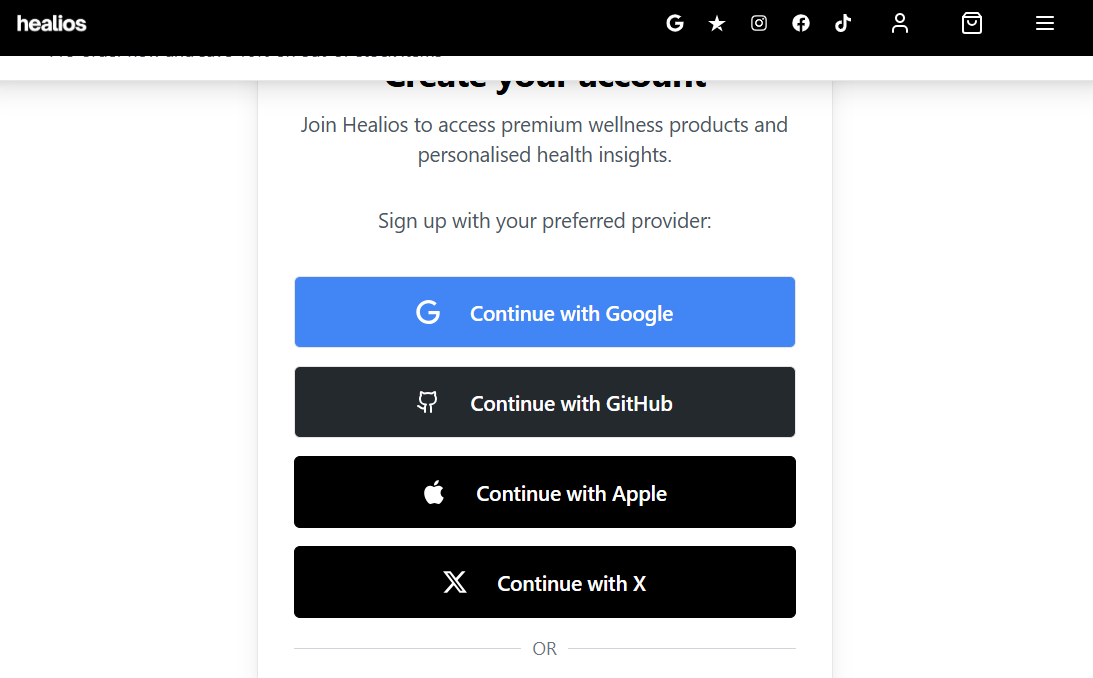 healios
Create your account
Join Healios to access premium wellness products and
personalised health insights.
Sign up with your preferred provider:
Continue with Google
Continue with GitHub
Continue with Apple
Continue with X
OR